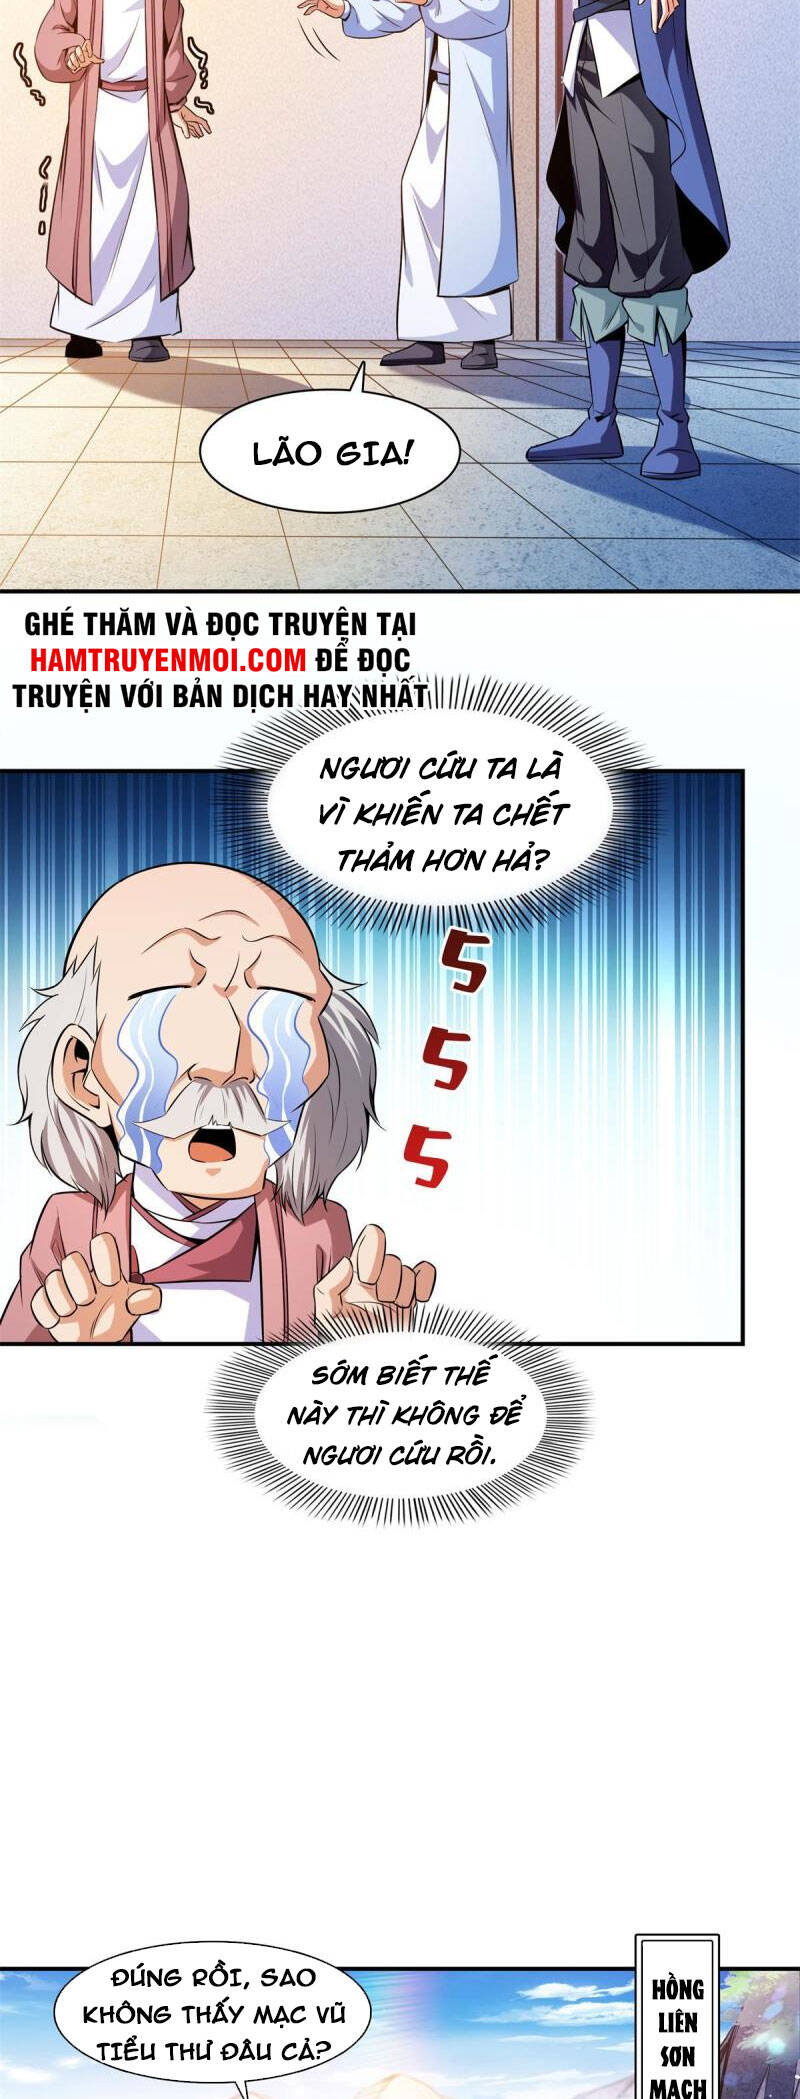 LÃO GIA!
GHÉ THĂM VÀ ĐỌC TRUYỆN TẠI
HAMTRUYENMOI.COM ĐỂ ĐỌC
TRUYỆN VỚI BẢN DỊCH HAY NHẤT
NGƯƠI CỨU TA LÀ
VÌ KHIẾN TA CHẾT
THẢM HƠN HẢ?
5
5
5
SỚM BIẾT THẾ
NÀY THÌ KHÔNG ĐỂ
NGƯƠI CỨU RỒI.
ĐÚNG RỒI, SAO
KHÔNG THẤY MẠC VŨ
TIỂU THƯ ĐÂU CẢ?
HỒNG
LIÊN
SƠN
MẠCH